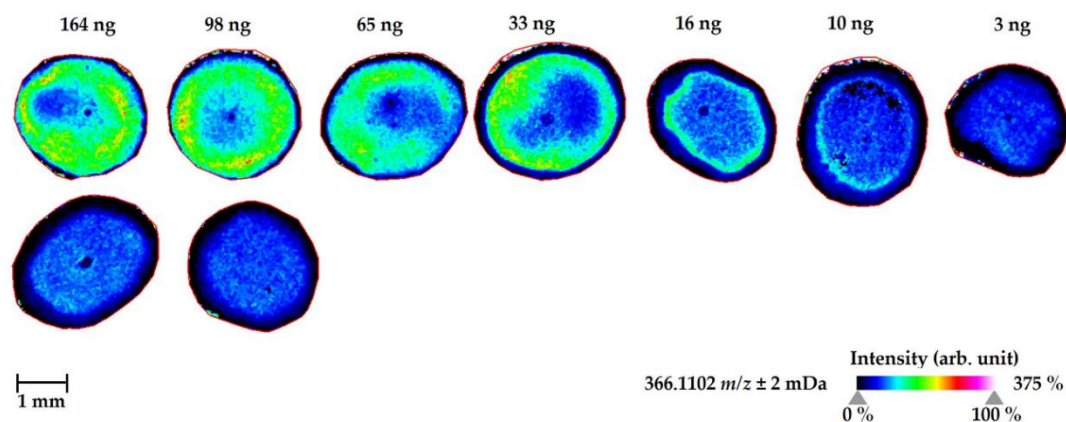 164 ng 98 ng 65 ng 33 ng 16 ng 10 ng 3 ng
1 mm
Intensity (arb. unit)
366.1102 m/z ± 2 mDa 375 %
0 % 100 %